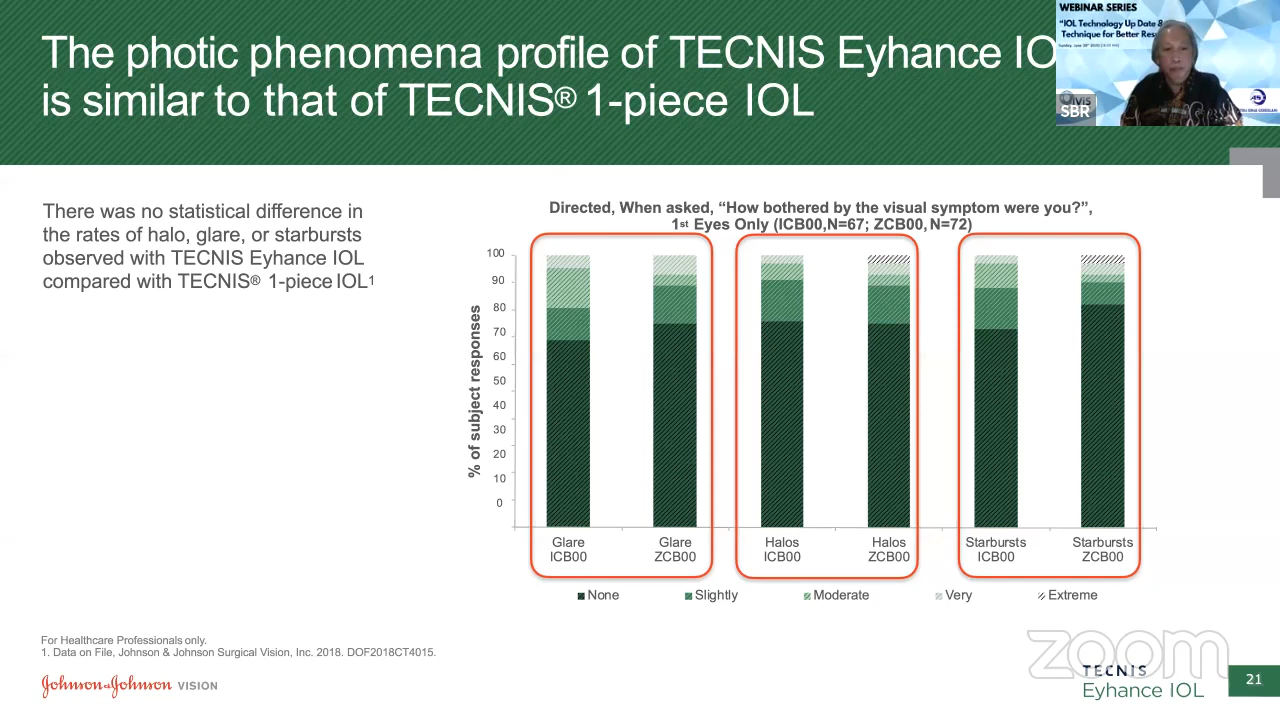 The photic phenomena profile of TECNIS Eyhance IO
is similar to that of TECNIS® 1-piece IOL
WEBINAR SERIES
"IOL Technology Up Date &
Technique for Better Resu
SBR
There was no statistical difference in
the rates of halo, glare, or starbursts
observed with TECNIS Eyhance IOL
compared with TECNIS® 1-piece IOL1
Directed, When asked, "How bothered by the visual symptom were you?",
1st Eyes Only (ICB00,N=67; ZCB00, N=72)
% of subject responses
100
90
80
70
60
50
40
30
20
10
0
Glare
ICB00
Glare
ZCB00
Halos
ICB00
Halos
ZCB00
Starbursts
ICB00
Starbursts
ZCB00
None
Slightly
Moderate
Very
Extreme
For Healthcare Professionals only.
1. Data on File, Johnson & Johnson Surgical Vision, Inc. 2018. DOF2018CT4015.
Johnson & Johnson VISION
zoom
TECNIS
Eyhance IOL
21